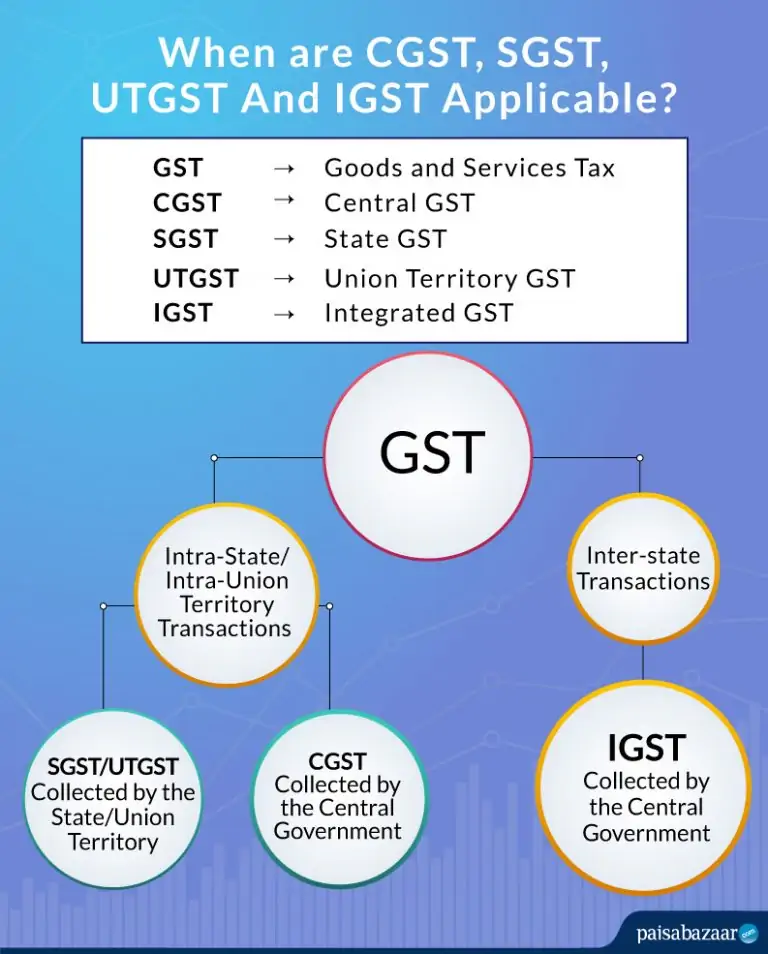 When are CGST, SGST,
UTGST And IGST Applicable?
GST → Goods and Services Tax
CGST → Central GST
SGST → State GST
UTGST → Union Territory GST
IGST → Integrated GST
GST
Intra-State/
Intra-Union
Territory
Transactions
Inter-state
Transactions
SGST/UTGST
Collected by the
State/Union
Territory
CGST
Collected by
the Central
Government
IGST
Collected by
the Central
Government
paisabazaar.com